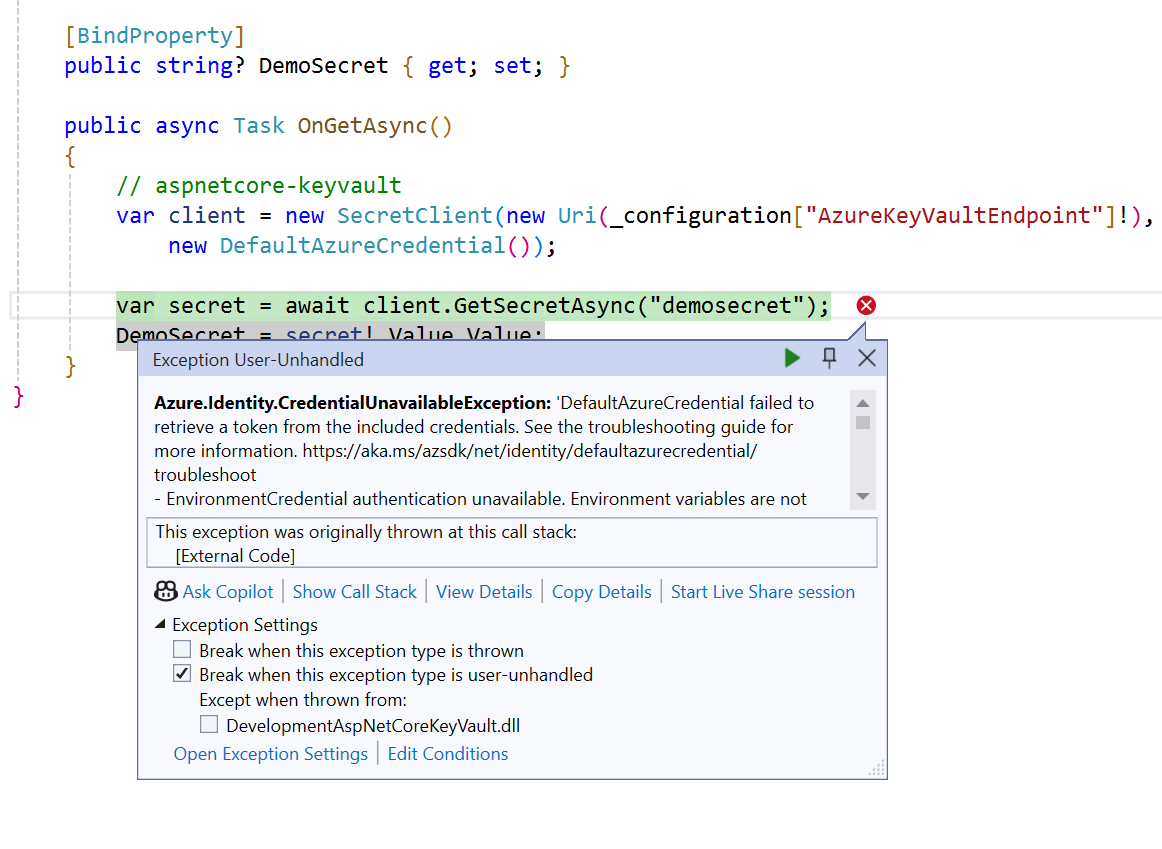 [BindProperty]
public string? DemoSecret { get; set; }
public async Task OnGetAsync()
{
// aspnetcore-keyvault
var client = new SecretClient(new Uri(_configuration["AzureKeyVaultEndpoint"]!),
new DefaultAzureCredential());
var secret = await client.GetSecretAsync("demosecret");
DemoSecret = secret!.Value.Value;
}
}
Exception User-Unhandled
Azure.Identity.CredentialUnavailableException: 'DefaultAzureCredential failed to
retrieve a token from the included credentials. See the troubleshooting guide for
more information. https://aka.ms/azsdk/net/identity/defaultazurecredential/
troubleshoot
- EnvironmentCredential authentication unavailable. Environment variables are not
This exception was originally thrown at this call stack:
[External Code]
Ask Copilot | Show Call Stack | View Details | Copy Details | Start Live Share session
Exception Settings
Break when this exception type is thrown
Break when this exception type is user-unhandled
Except when thrown from:
DevelopmentAspNetCoreKeyVault.dll
Open Exception Settings | Edit Conditions